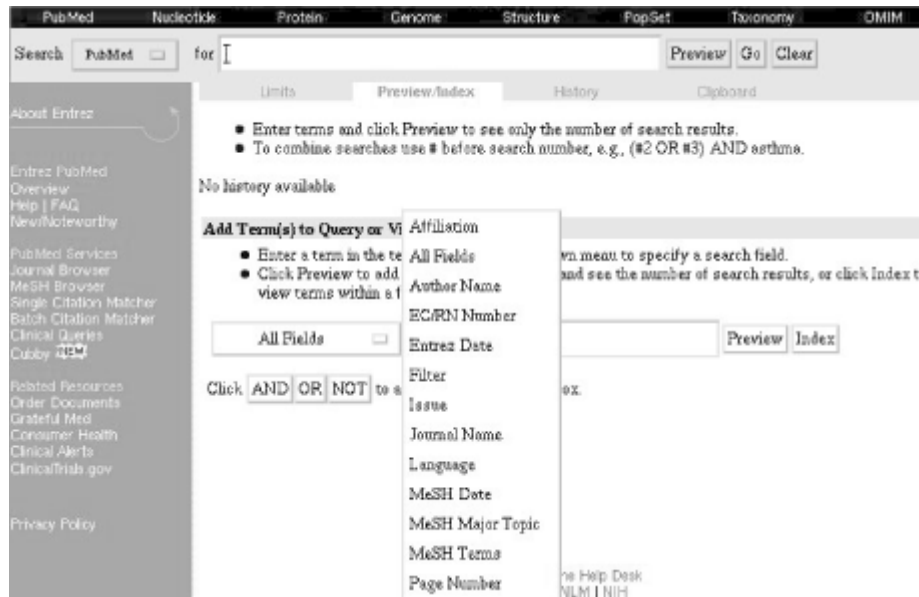 PubMed Nucleotide Protein Genome Structure PopSet Taxonomy OMIM
Search PubMed for Preview Go Clear
Limits Preview/Index History Clipboard
About Entrez
Entrez PubMed
Overview
Help | FAQ
New/Noteworthy
PubMed Services
Journal Browser
MeSH Browser
Single Citation Matcher
Batch Citation Matcher
Clinical Queries
Cubby NEW
Related Resources
Order Documents
Grateful Med
Consumer Health
Clinical Alerts
ClinicalTrials.gov
Privacy Policy
• Enter terms and click Preview to see only the number of search results.
• To combine searches use # before search number, e.g., (#2 OR #3) AND asthma.
No history available
Add Term(s) to Query or Vi
• Enter a term in the te wn menu to specify a search field.
• Click Preview to add and see the number of search results, or click Index t
view terms within a f
All Fields Preview Index
Click AND OR NOT to a ox.
Affiliation
All Fields
Author Name
EC/RN Number
Entrez Date
Filter
Issue
Journal Name
Language
MeSH Date
MeSH Major Topic
MeSH Terms
Page Number
he Help Desk
NLM | NIH